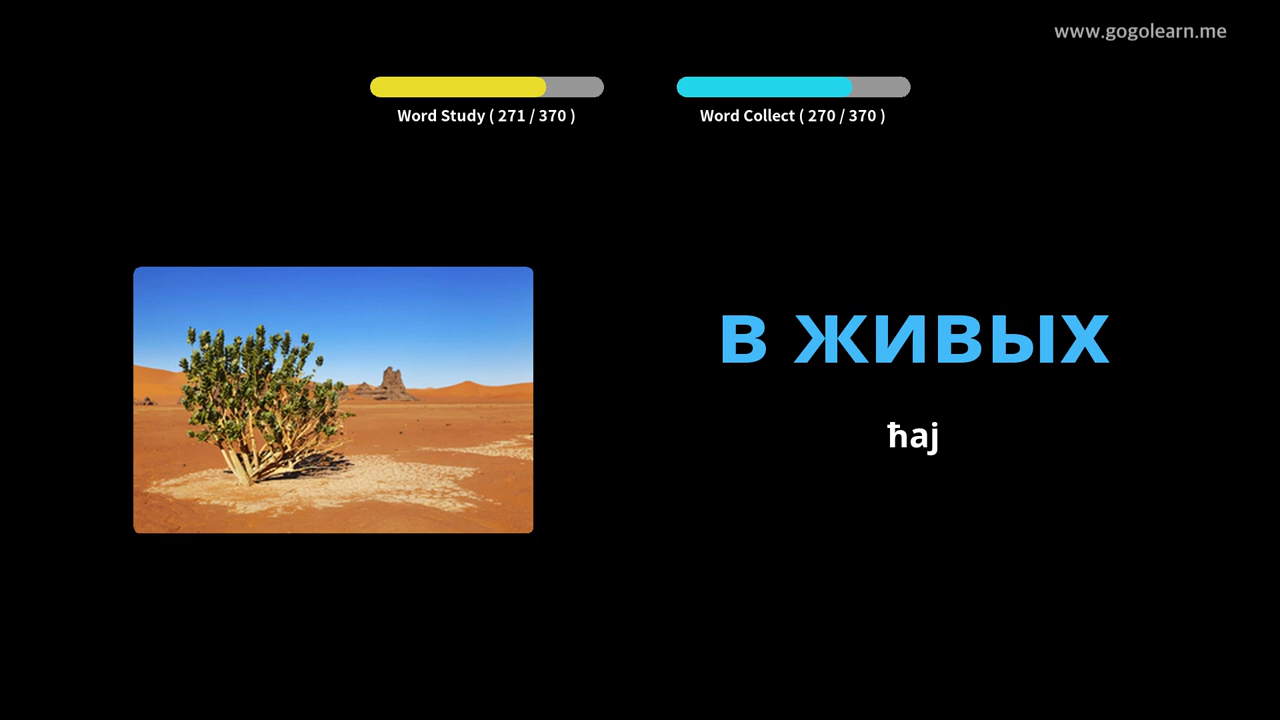 www.gogolearn.me
Word Study ( 271 / 370 )
Word Collect ( 270 / 370 )
в живых
ħaj